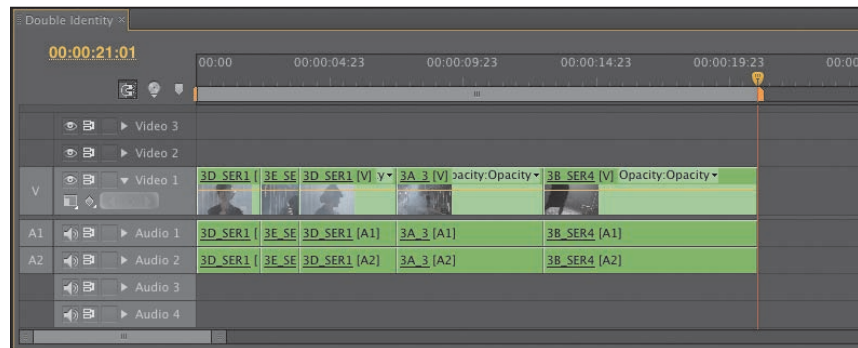 Double Identity ×
00:00:21:01
00:00 00:00:04:23 00:00:09:23 00:00:14:23 00:00:19:23 00:00
Video 3
Video 2
V Video 1 3D_SER1 [ 3E_SE 3D_SER1 [V] y 3A_3 [V] pacity:Opacity 3B_SER4 [V] Opacity:Opacity
A1 Audio 1 3D_SER1 [ 3E_SE 3D_SER1 [A1] 3A_3 [A1] 3B_SER4 [A1]
A2 Audio 2 3D_SER1 [ 3E_SE 3D_SER1 [A2] 3A_3 [A2] 3B_SER4 [A2]
Audio 3
Audio 4